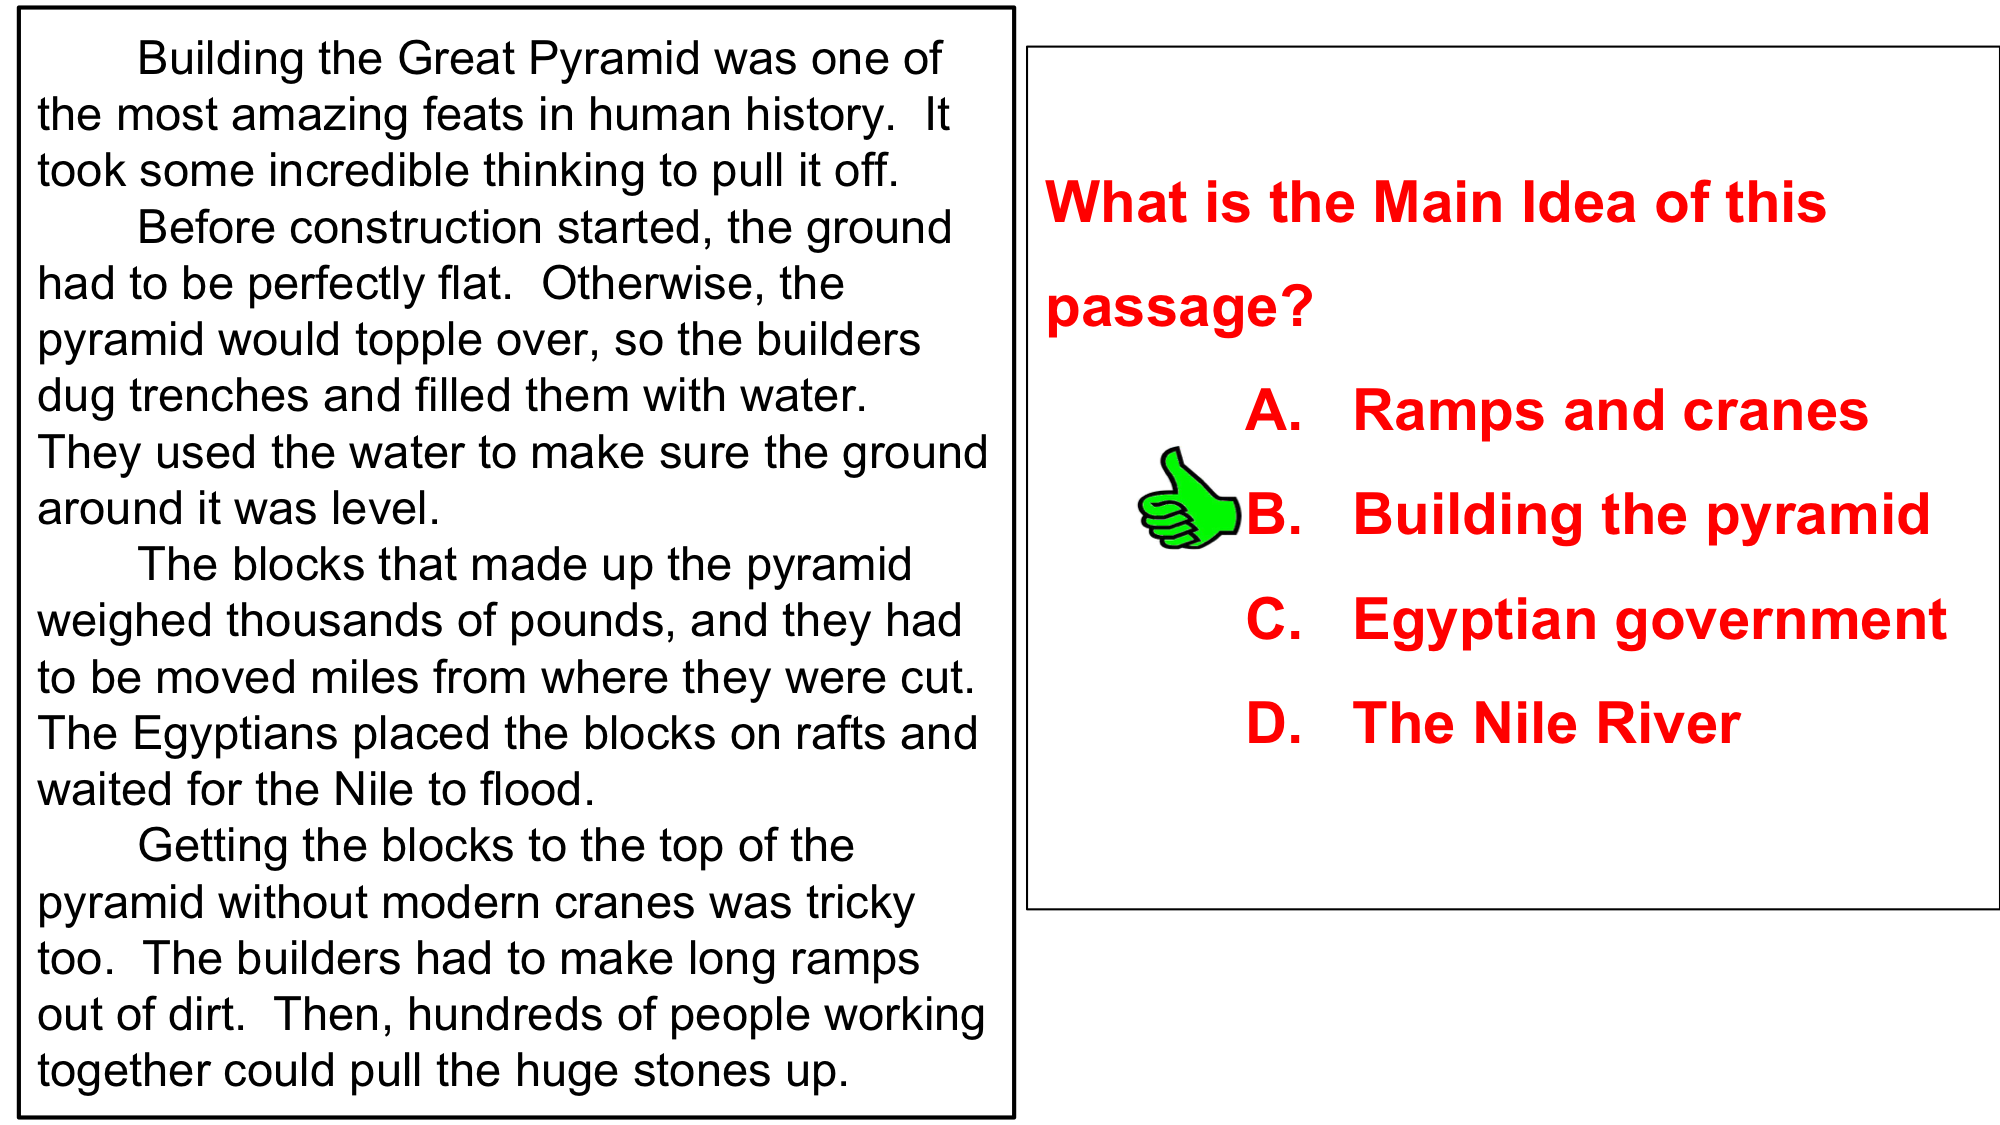 Building the Great Pyramid was one of
the most amazing feats in human history.  It
took some incredible thinking to pull it off.
Before construction started, the ground
had to be perfectly flat.  Otherwise, the
pyramid would topple over, so the builders
dug trenches and filled them with water.
They used the water to make sure the ground
around it was level.
The blocks that made up the pyramid
weighed thousands of pounds, and they had
to be moved miles from where they were cut.
The Egyptians placed the blocks on rafts and
waited for the Nile to flood.
Getting the blocks to the top of the
pyramid without modern cranes was tricky
too.  The builders had to make long ramps
out of dirt.  Then, hundreds of people working
together could pull the huge stones up.
What is the Main Idea of this
passage?
A. Ramps and cranes
B. Building the pyramid
C. Egyptian government
D. The Nile River